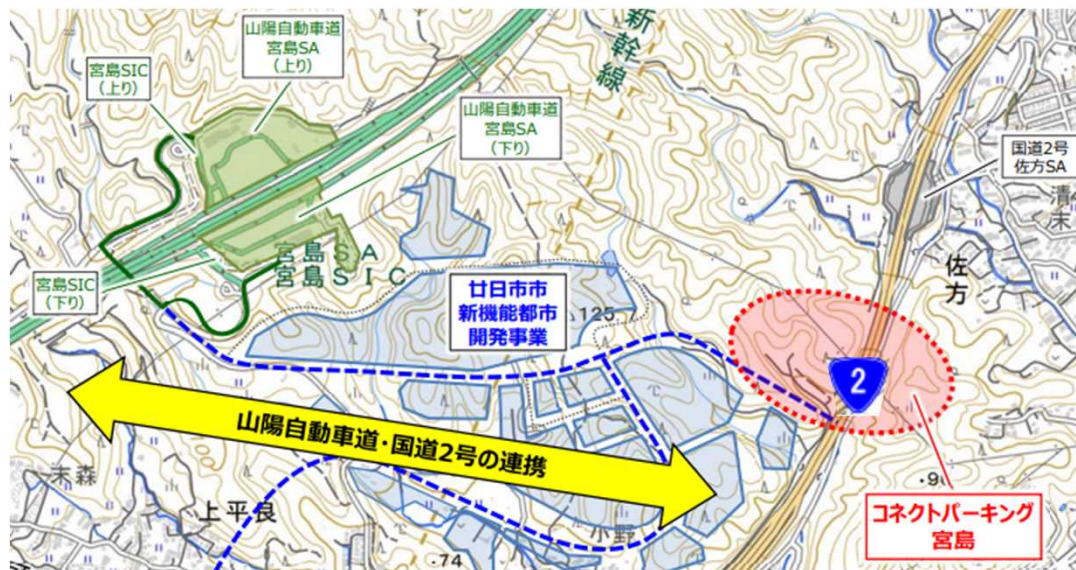 山陽自動車道
宮島SA
(上り)
新幹線
宮島SIC
(上り)
山陽自動車道
宮島SA
(下り)
国道2号
佐方SA
清末
佐方
宮島SA
宮島SIC
宮島SIC
(下り)
廿日市市
新機能都市
開発事業
125.7
2
山陽自動車道・国道2号の連携
末森
上平良
小野
74
コネクトパーキング
宮島